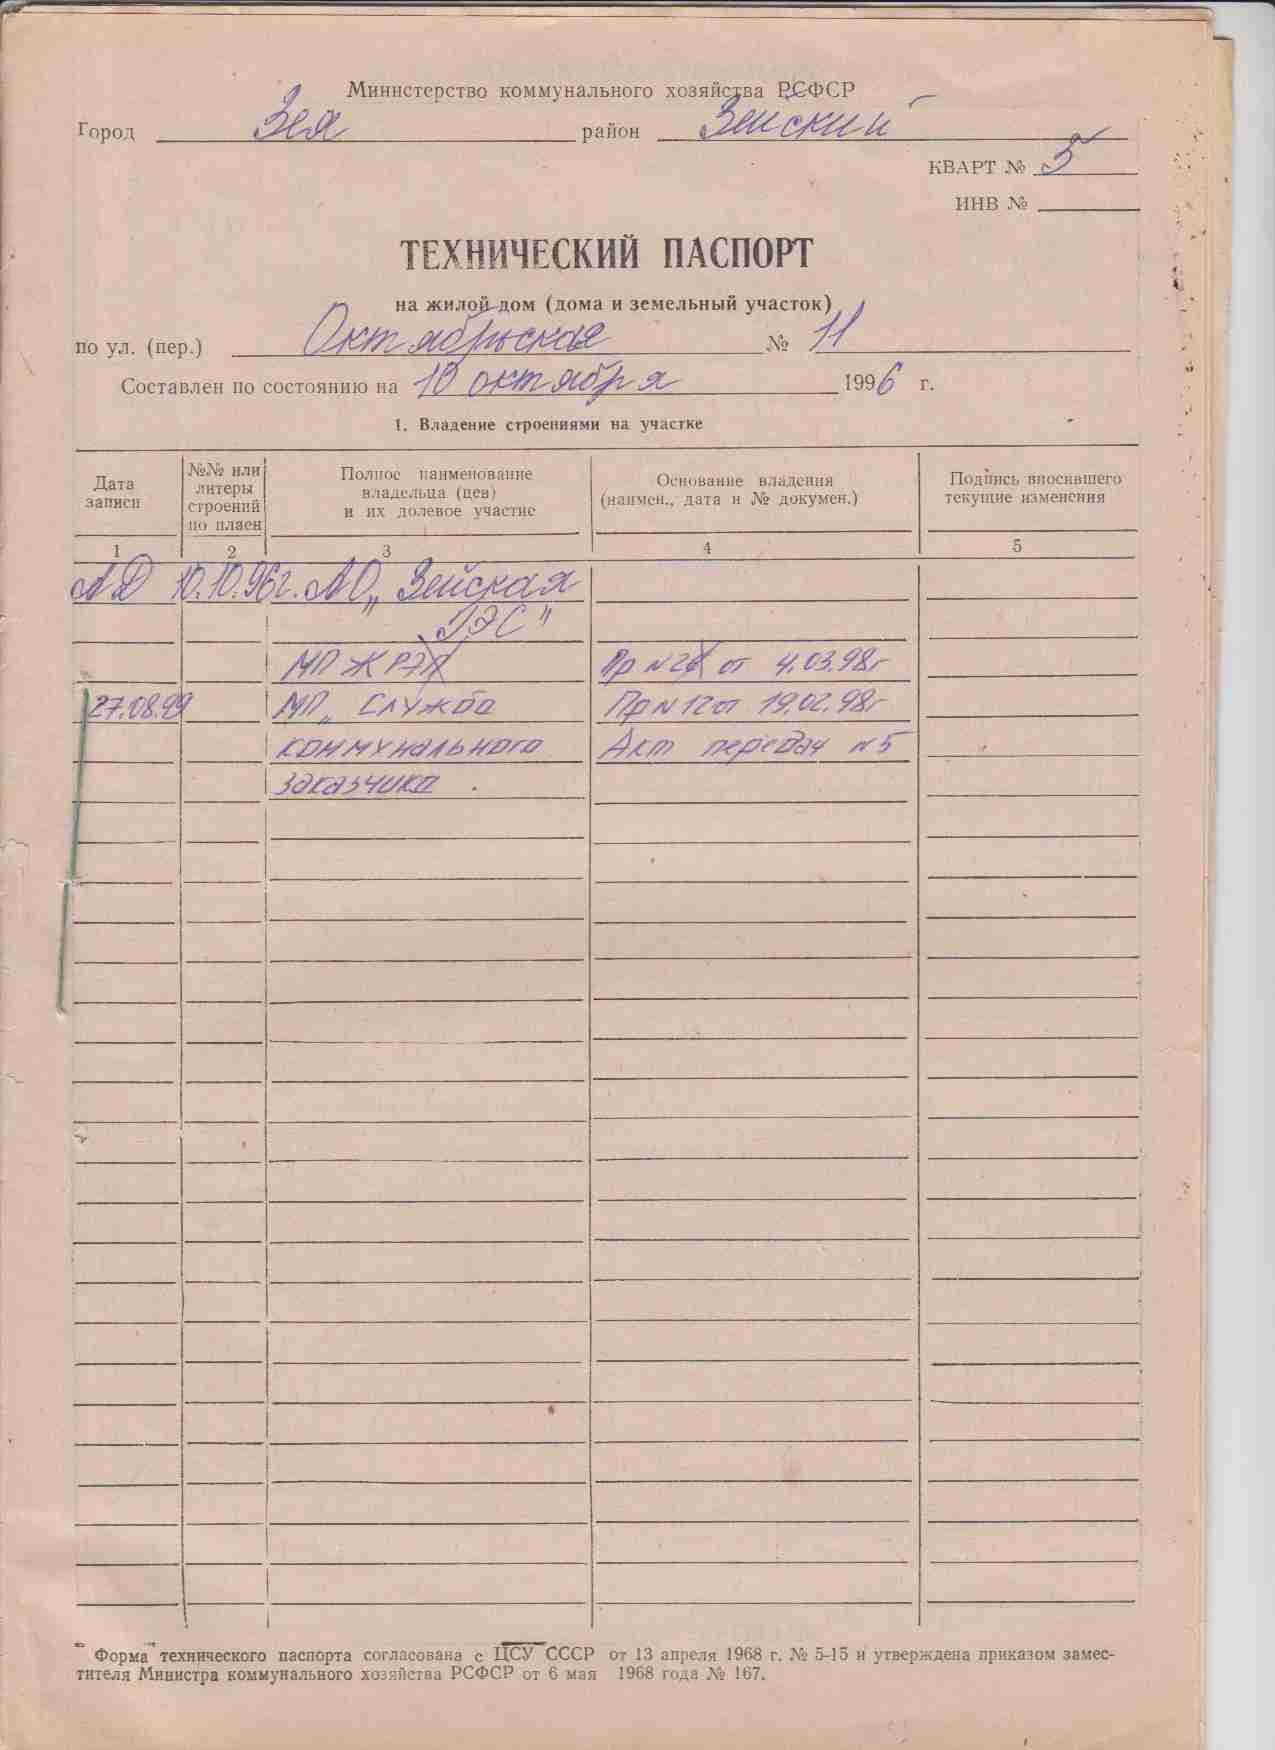 Министерство коммунального хозяйства РСФСР
Город Зея район Зейский
КВАРТ № 5
ИНВ №
ТЕХНИЧЕСКИЙ ПАСПОРТ
на жилой дом (дома и земельный участок)
по ул. (пер.) Октябрьская № 11
Составлен по состоянию на 10 октября 1996 г.
1. Владение строениями на участке
Дата записи
№№ или литеры строений по плаен
Полное наименование владельца (цев) и их долевое участие
Основание владения (наимен., дата и № докумен.)
Подпись вносившего текущие изменения
1 2 3 4 5
10.10.96г. АО „Зейская
ГЭС"
МП ЖРЭП от 4.03.98г
27.08.99 МП „Служба Пр N 12 от 19.02.98г
коммунального Акт передач N 5
заказчика
Форма технического паспорта согласована с ЦСУ СССР от 13 апреля 1968 г. № 5-15 и утверждена приказом замес-
тителя Министра коммунального хозяйства РСФСР от 6 мая 1968 года № 167.